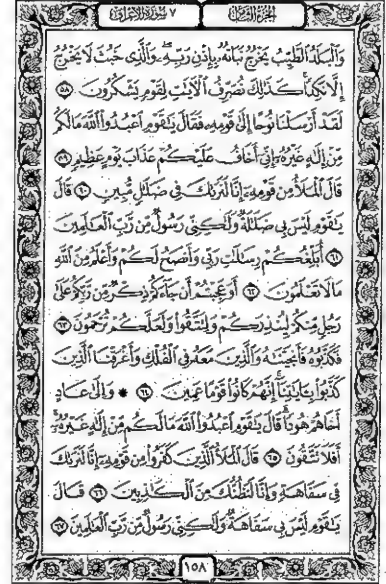 الجزء الثامن ٧ سورة الأعراف
وَٱلْبَلَدُ ٱلطَّيِّبُ يَخْرُجُ نَبَاتُهُۥ بِإِذْنِ رَبِّهِۦ وَٱلَّذِى خَبُثَ لَا يَخْرُجُ
إِلَّا نَكِدًا كَذَٰلِكَ نُصَرِّفُ ٱلْءَايَٰتِ لِقَوْمٍ يَشْكُرُونَ ٥٨
لَقَدْ أَرْسَلْنَا نُوحًا إِلَىٰ قَوْمِهِۦ فَقَالَ يَٰقَوْمِ ٱعْبُدُوا۟ ٱللَّهَ مَا لَكُم
مِّنْ إِلَٰهٍ غَيْرُهُۥٓ إِنِّىٓ أَخَافُ عَلَيْكُمْ عَذَابَ يَوْمٍ عَظِيمٍ ٥٩
قَالَ ٱلْمَلَأُ مِن قَوْمِهِۦٓ إِنَّا لَنَرَىٰكَ فِى ضَلَٰلٍ مُّبِينٍ ٦٠ قَالَ
يَٰقَوْمِ لَيْسَ بِى ضَلَٰلَةٌ وَلَٰكِنِّى رَسُولٌ مِّن رَّبِّ ٱلْعَٰلَمِينَ
٦١ أُبَلِّغُكُمْ رِسَٰلَٰتِ رَبِّى وَأَنصَحُ لَكُمْ وَأَعْلَمُ مِنَ ٱللَّهِ
مَا لَا تَعْلَمُونَ ٦٢ أَوَعَجِبْتُمْ أَن جَآءَكُمْ ذِكْرٌ مِّن رَّبِّكُمْ عَلَىٰ
رَجُلٍ مِّنكُمْ لِيُنذِرَكُمْ وَلِتَتَّقُوا۟ وَلَعَلَّكُمْ تُرْحَمُونَ ٦٣
فَكَذَّبُوهُ فَأَنجَيْنَٰهُ وَٱلَّذِينَ مَعَهُۥ فِى ٱلْفُلْكِ وَأَغْرَقْنَا ٱلَّذِينَ
كَذَّبُوا۟ بِـَٔايَٰتِنَآ إِنَّهُمْ كَانُوا۟ قَوْمًا عَمِينَ ٦٤ ۞ وَإِلَىٰ عَادٍ
أَخَاهُمْ هُودًا قَالَ يَٰقَوْمِ ٱعْبُدُوا۟ ٱللَّهَ مَا لَكُم مِّنْ إِلَٰهٍ غَيْرُهُۥٓ
أَفَلَا تَتَّقُونَ ٦٥ قَالَ ٱلْمَلَأُ ٱلَّذِينَ كَفَرُوا۟ مِن قَوْمِهِۦٓ إِنَّا لَنَرَىٰكَ
فِى سَفَاهَةٍ وَإِنَّا لَنَظُنُّكَ مِنَ ٱلْكَٰذِبِينَ ٦٦ قَالَ
يَٰقَوْمِ لَيْسَ بِى سَفَاهَةٌ وَلَٰكِنِّى رَسُولٌ مِّن رَّبِّ ٱلْعَٰلَمِينَ ٦٧
١٥٨